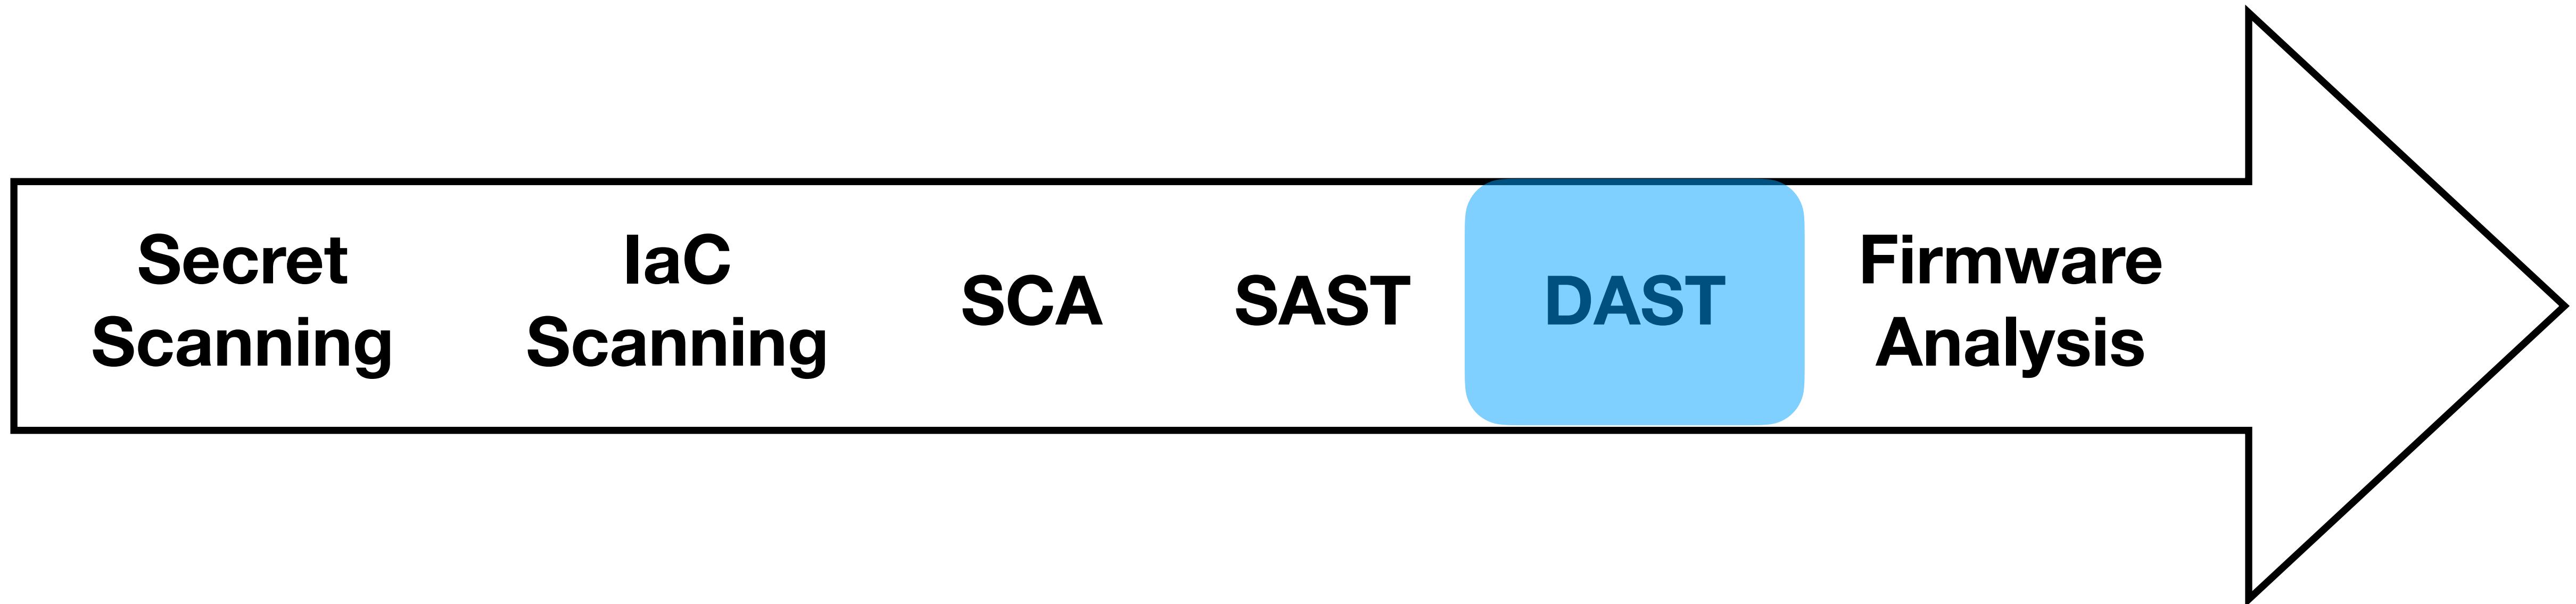 Secret
Scanning
IaC
Scanning
SCA
SAST
DAST
Firmware
Analysis